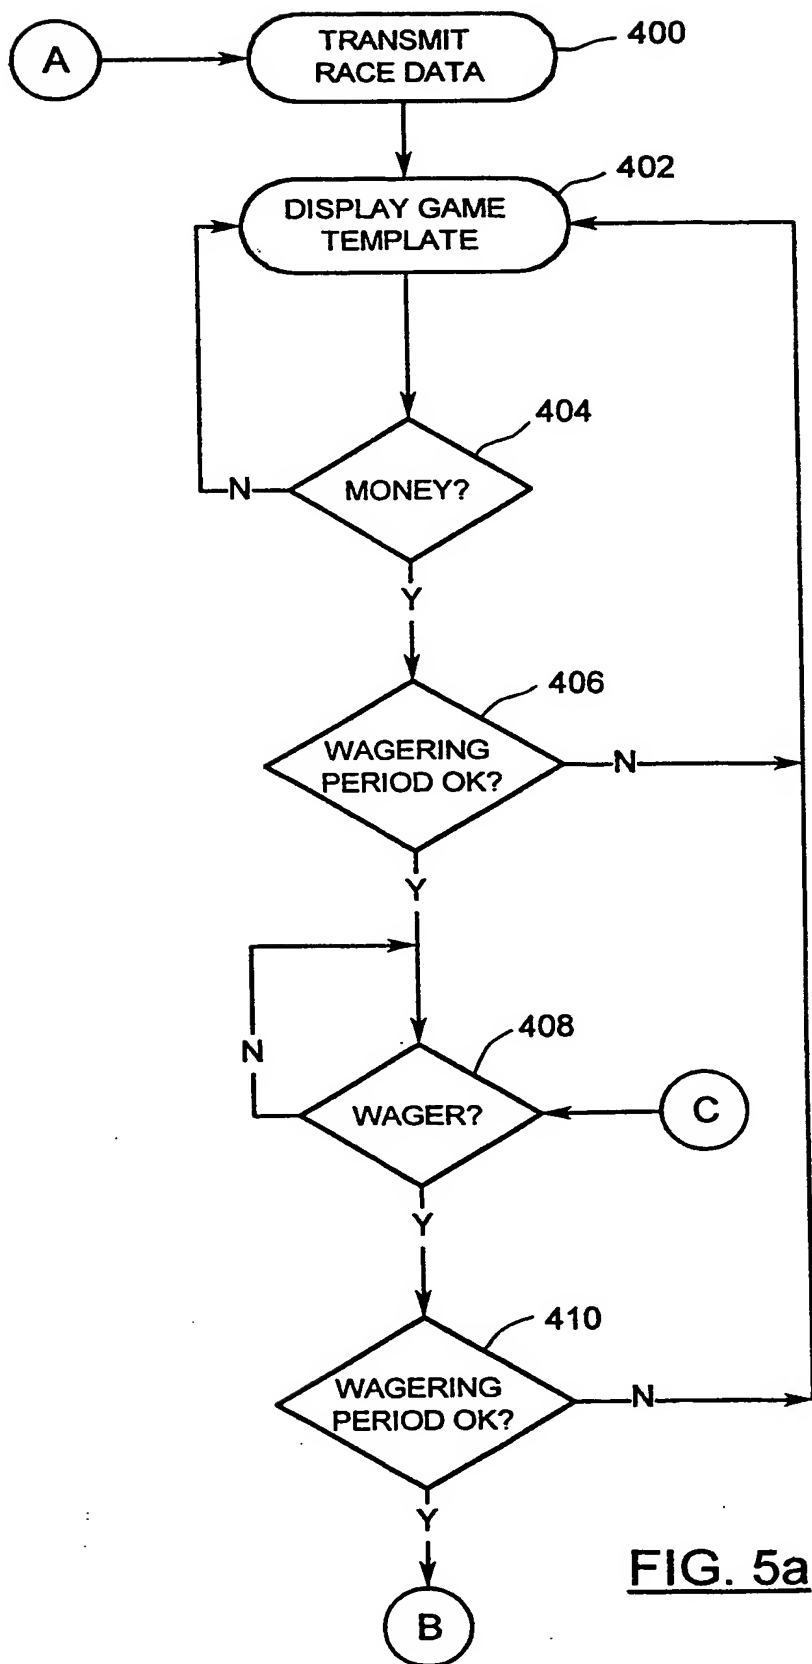 A
TRANSMIT
RACE DATA
400
402
DISPLAY GAME
TEMPLATE
404
MONEY?
N
Y
406
WAGERING
PERIOD OK?
N
Y
408
N
WAGER?
C
Y
410
WAGERING
PERIOD OK?
N
Y
FIG. 5a
B